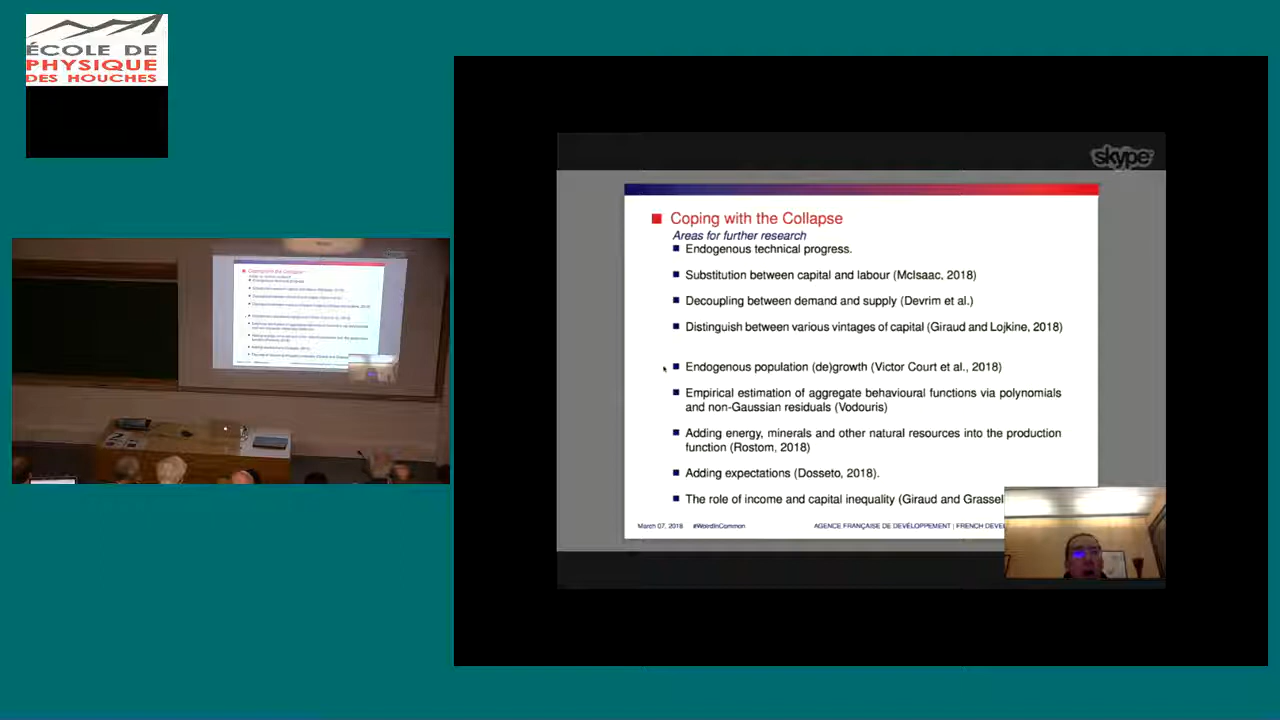 ÉCOLE DE
PHYSIQUE
DES HOUCHES
skype
Coping with the Collapse
Areas for further research
Endogenous technical progress.
Substitution between capital and labour (McIsaac, 2018)
Decoupling between demand and supply (Devrim et al.)
Distinguish between various vintages of capital (Giraud and Lojkine, 2018)
Endogenous population (de)growth (Victor Court et al., 2018)
Empirical estimation of aggregate behavioural functions via polynomials
and non-Gaussian residuals (Vodouris)
Adding energy, minerals and other natural resources into the production
function (Rostom, 2018)
Adding expectations (Dosseto, 2018).
The role of income and capital inequality (Giraud and Grassel
March 07, 2018 #WeirdInCommon AGENCE FRANÇAISE DE DÉVELOPPEMENT | FRENCH DEVE